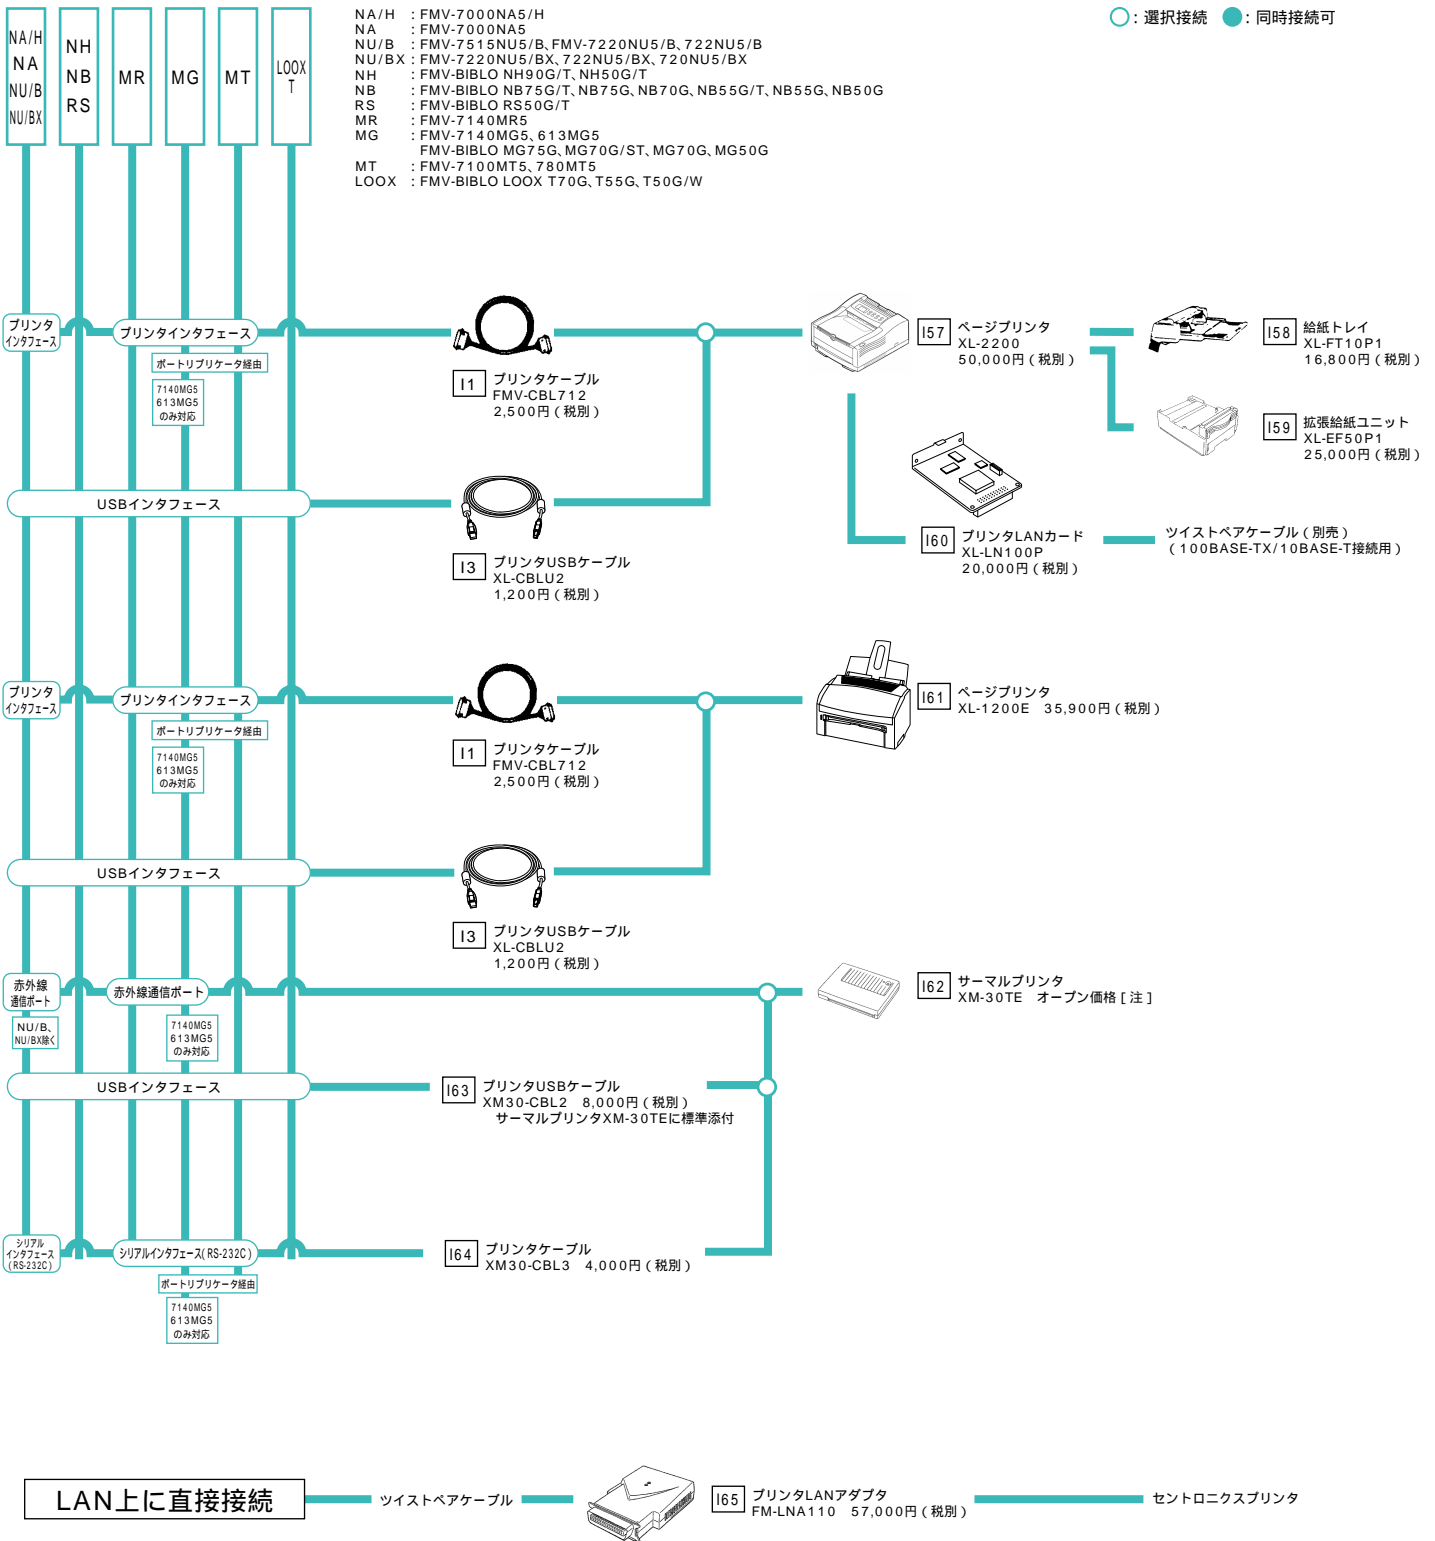 NA/H
NA
NU/B
NU/BX
NH
NB
RS
MR
MG
MT
LOOX
T
NA/H : FMV-7000NA5/H
NA : FMV-7000NA5
NU/B : FMV-7515NU5/B、FMV-7220NU5/B、722NU5/B
NU/BX : FMV-7220NU5/BX、722NU5/BX、720NU5/BX
NH : FMV-BIBLO NH90G/T、NH50G/T
NB : FMV-BIBLO NB75G/T、NB75G、NB70G、NB55G/T、NB55G、NB50G
RS : FMV-BIBLO RS50G/T
MR : FMV-7140MR5
MG : FMV-7140MG5、613MG5
FMV-BIBLO MG75G、MG70G/ST、MG70G、MG50G
MT : FMV-7100MT5、780MT5
LOOX : FMV-BIBLO LOOX T70G、T55G、T50G/W
: 選択接続 : 同時接続可
プリンタ
インタフェース
プリンタインタフェース
ポートリプリケータ経由
7140MG5
613MG5
のみ対応
I1 プリンタケーブル
FMV-CBL712
2,500円(税別)
I57 ページプリンタ
XL-2200
50,000円(税別)
I58 給紙トレイ
XL-FT10P1
16,800円(税別)
I59 拡張給紙ユニット
XL-EF50P1
25,000円(税別)
USBインタフェース
I3 プリンタUSBケーブル
XL-CBLU2
1,200円(税別)
I60 プリンタLANカード
XL-LN100P
20,000円(税別)
ツイストペアケーブル(別売)
(100BASE-TX/10BASE-T接続用)
プリンタ
インタフェース
プリンタインタフェース
ポートリプリケータ経由
7140MG5
613MG5
のみ対応
I1 プリンタケーブル
FMV-CBL712
2,500円(税別)
I61 ページプリンタ
XL-1200E 35,900円(税別)
USBインタフェース
I3 プリンタUSBケーブル
XL-CBLU2
1,200円(税別)
赤外線
通信ポート
NU/B、
NU/BX除く
赤外線通信ポート
7140MG5
613MG5
のみ対応
I62 サーマルプリンタ
XM-30TE オープン価格[注]
USBインタフェース
I63 プリンタUSBケーブル
XM30-CBL2 8,000円(税別)
サーマルプリンタXM-30TEに標準添付
シリアル
インタフェース
(RS-232C)
シリアルインタフェース(RS-232C)
ポートリプリケータ経由
7140MG5
613MG5
のみ対応
I64 プリンタケーブル
XM30-CBL3 4,000円(税別)
LAN上に直接接続
ツイストペアケーブル
I65 プリンタLANアダプタ
FM-LNA110 57,000円(税別)
セントロニクスプリンタ